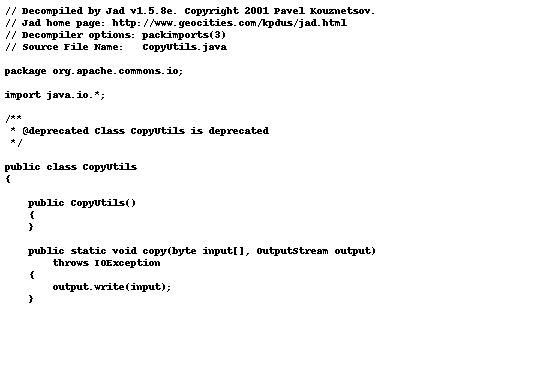 // Decompiled by Jad v1.5.8e. Copyright 2001 Pavel Kouznetsov.
// Jad home page: http://www.geocities.com/kpdus/jad.html
// Decompiler options: packimports(3)
// Source File Name:   CopyUtils.java

package org.apache.commons.io;

import java.io.*;

/**
 * @deprecated Class CopyUtils is deprecated
 */

public class CopyUtils
{

    public CopyUtils()
    {
    }

    public static void copy(byte input[], OutputStream output)
        throws IOException
    {
        output.write(input);
    }